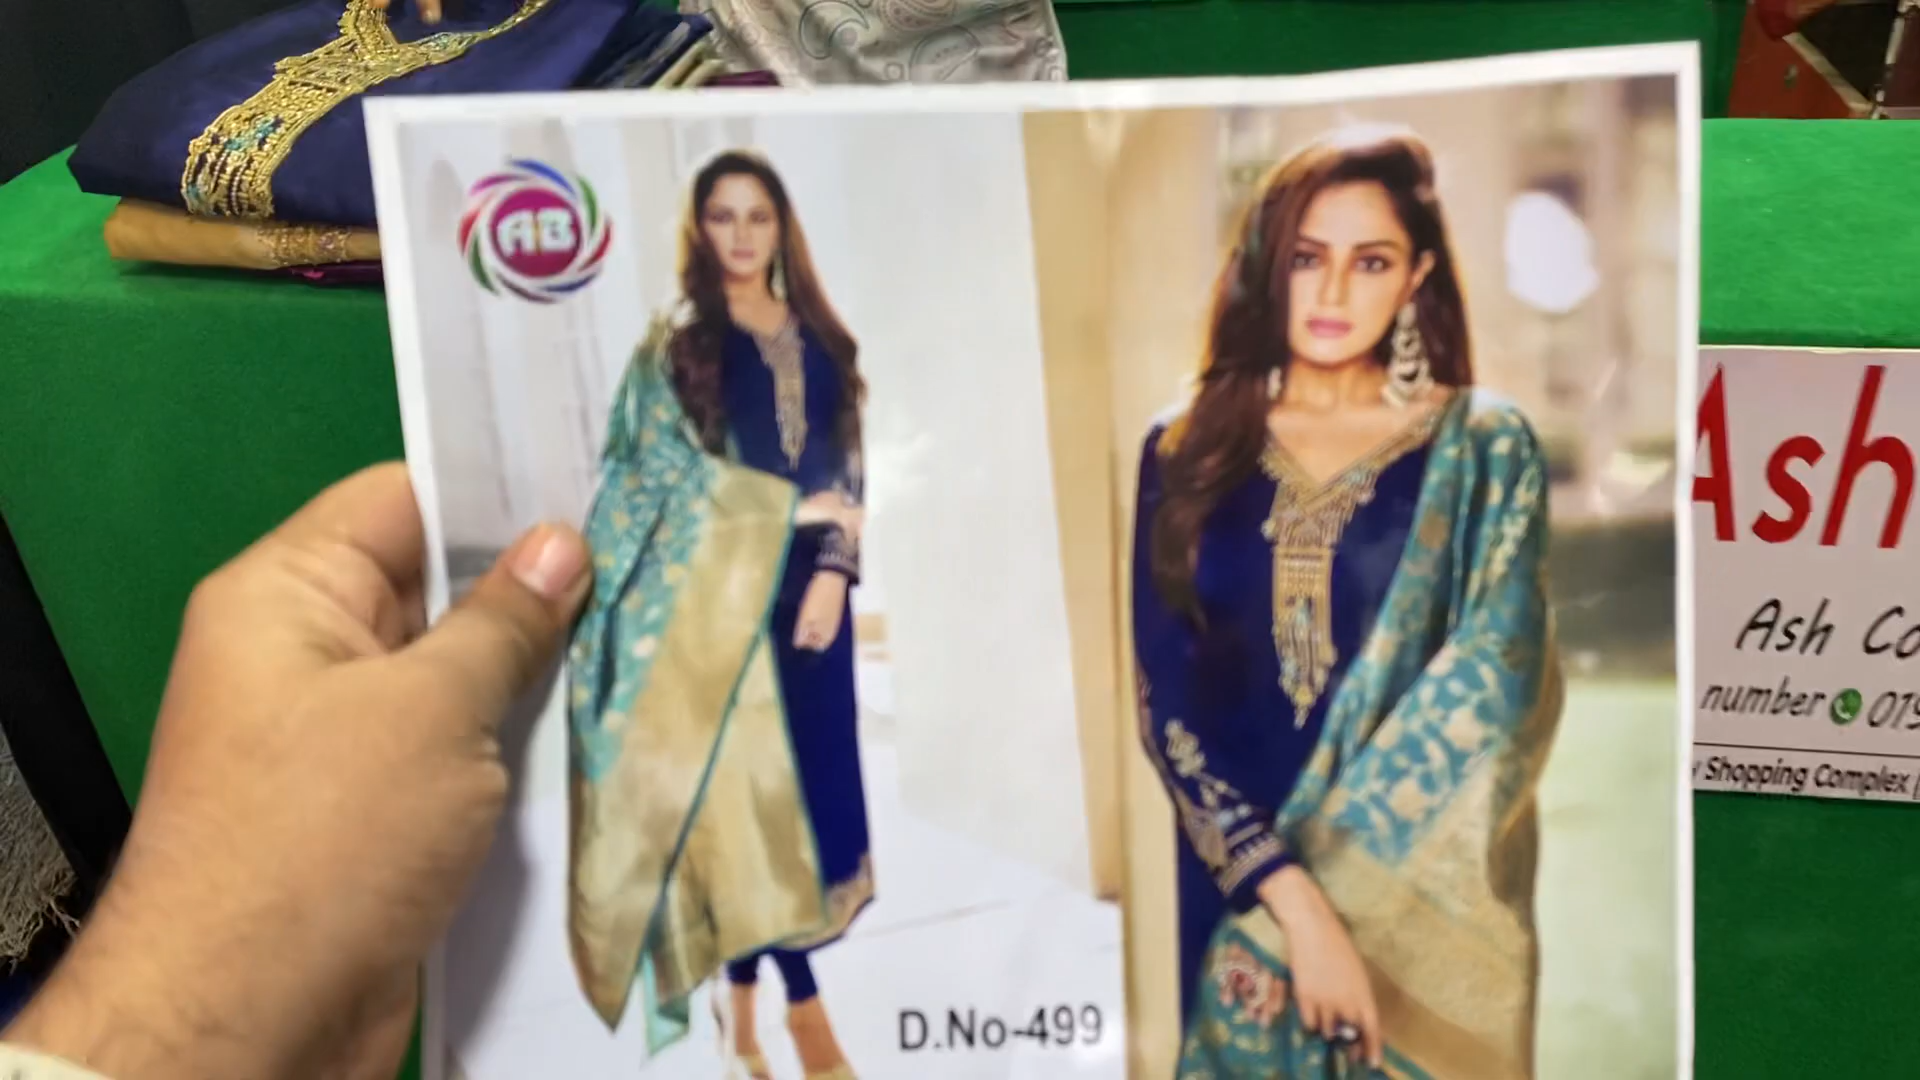 AB
D.No-499
Ash
Ash Co
number 019
Shopping Complex